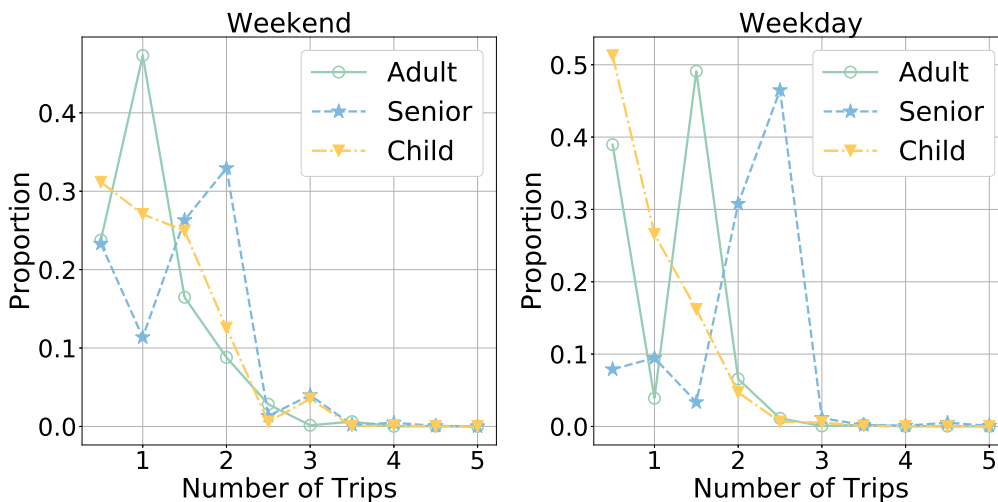 Weekend
Adult
Senior
Child
0.4
0.3
0.2
0.1
0.0
Proportion
1 2 3 4 5
Number of Trips
Weekday
Adult
Senior
Child
0.5
0.4
0.3
0.2
0.1
0.0
Proportion
1 2 3 4 5
Number of Trips